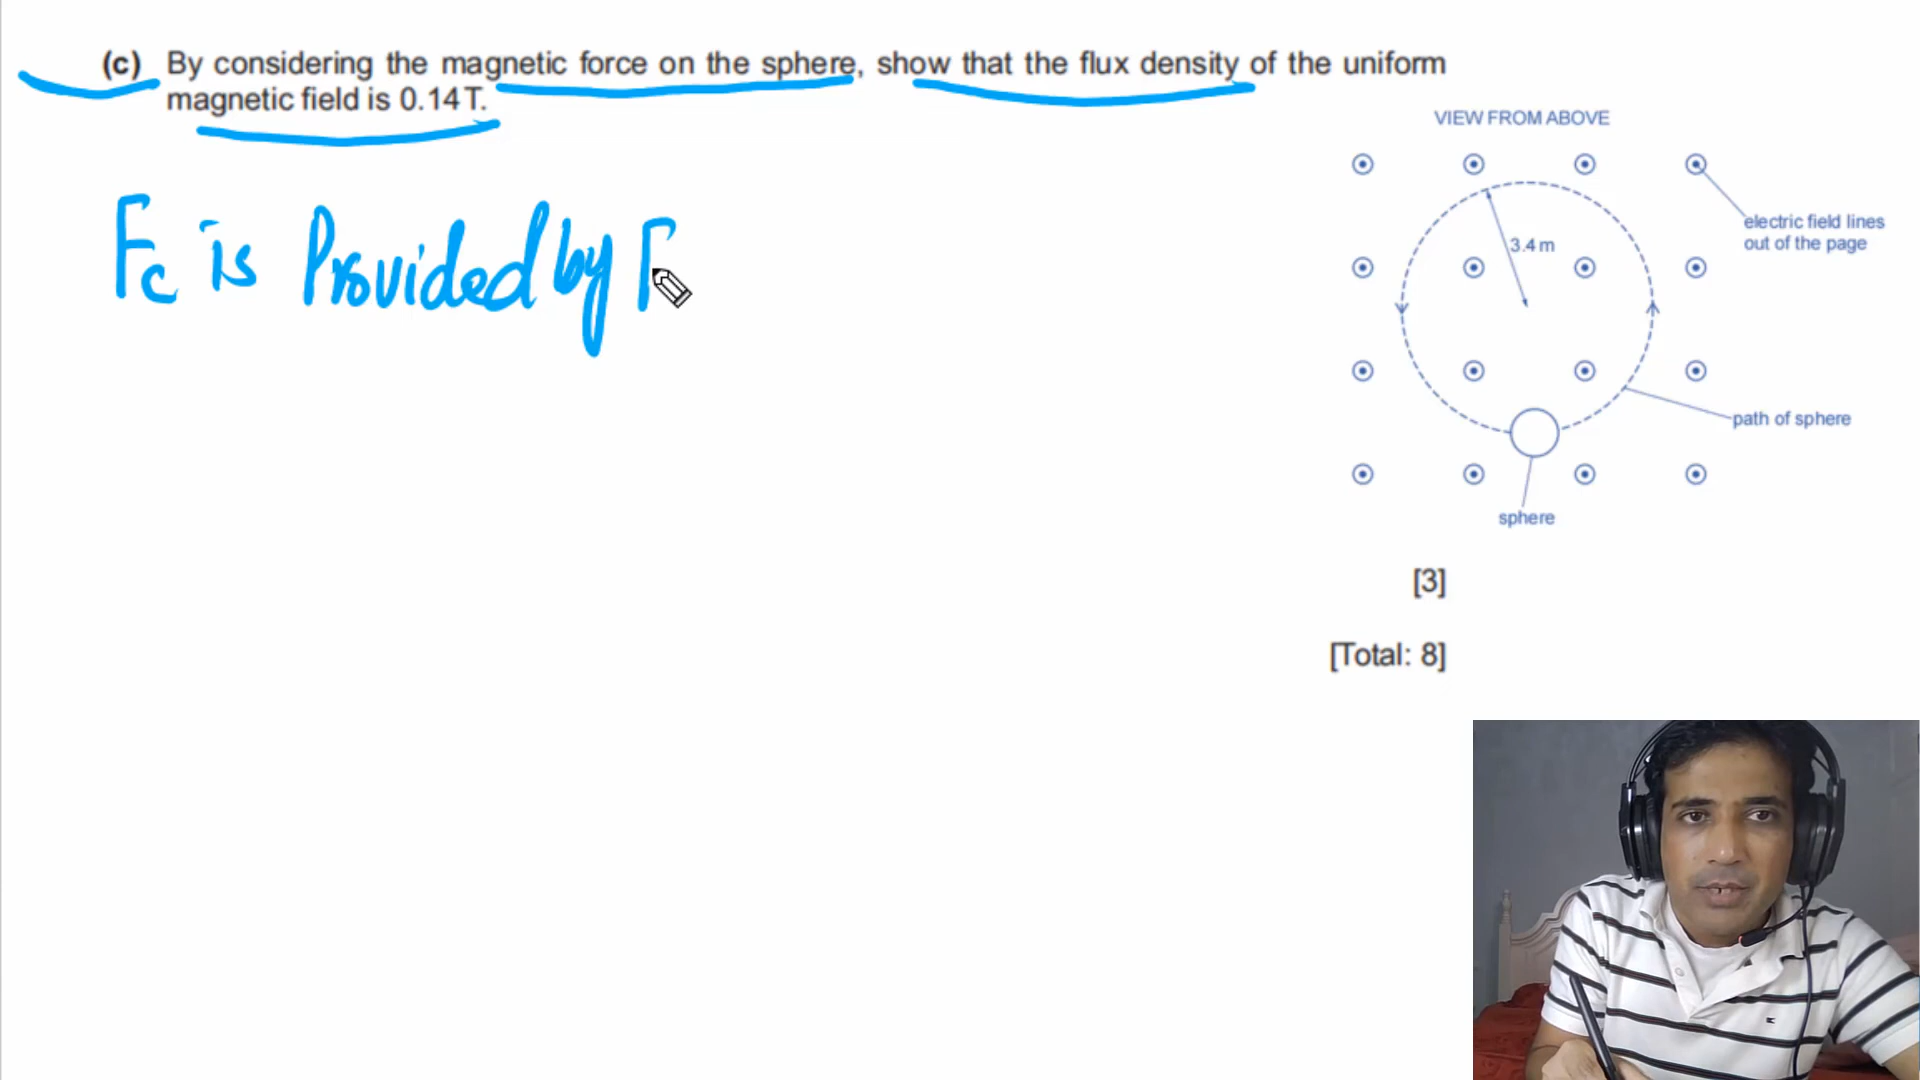 (c) By considering the magnetic force on the sphere, show that the flux density of the uniform
magnetic field is 0.14 T.
VIEW FROM ABOVE
electric field lines
out of the page
3.4 m
Fc is Provided by F
path of sphere
sphere
[3]
[Total: 8]